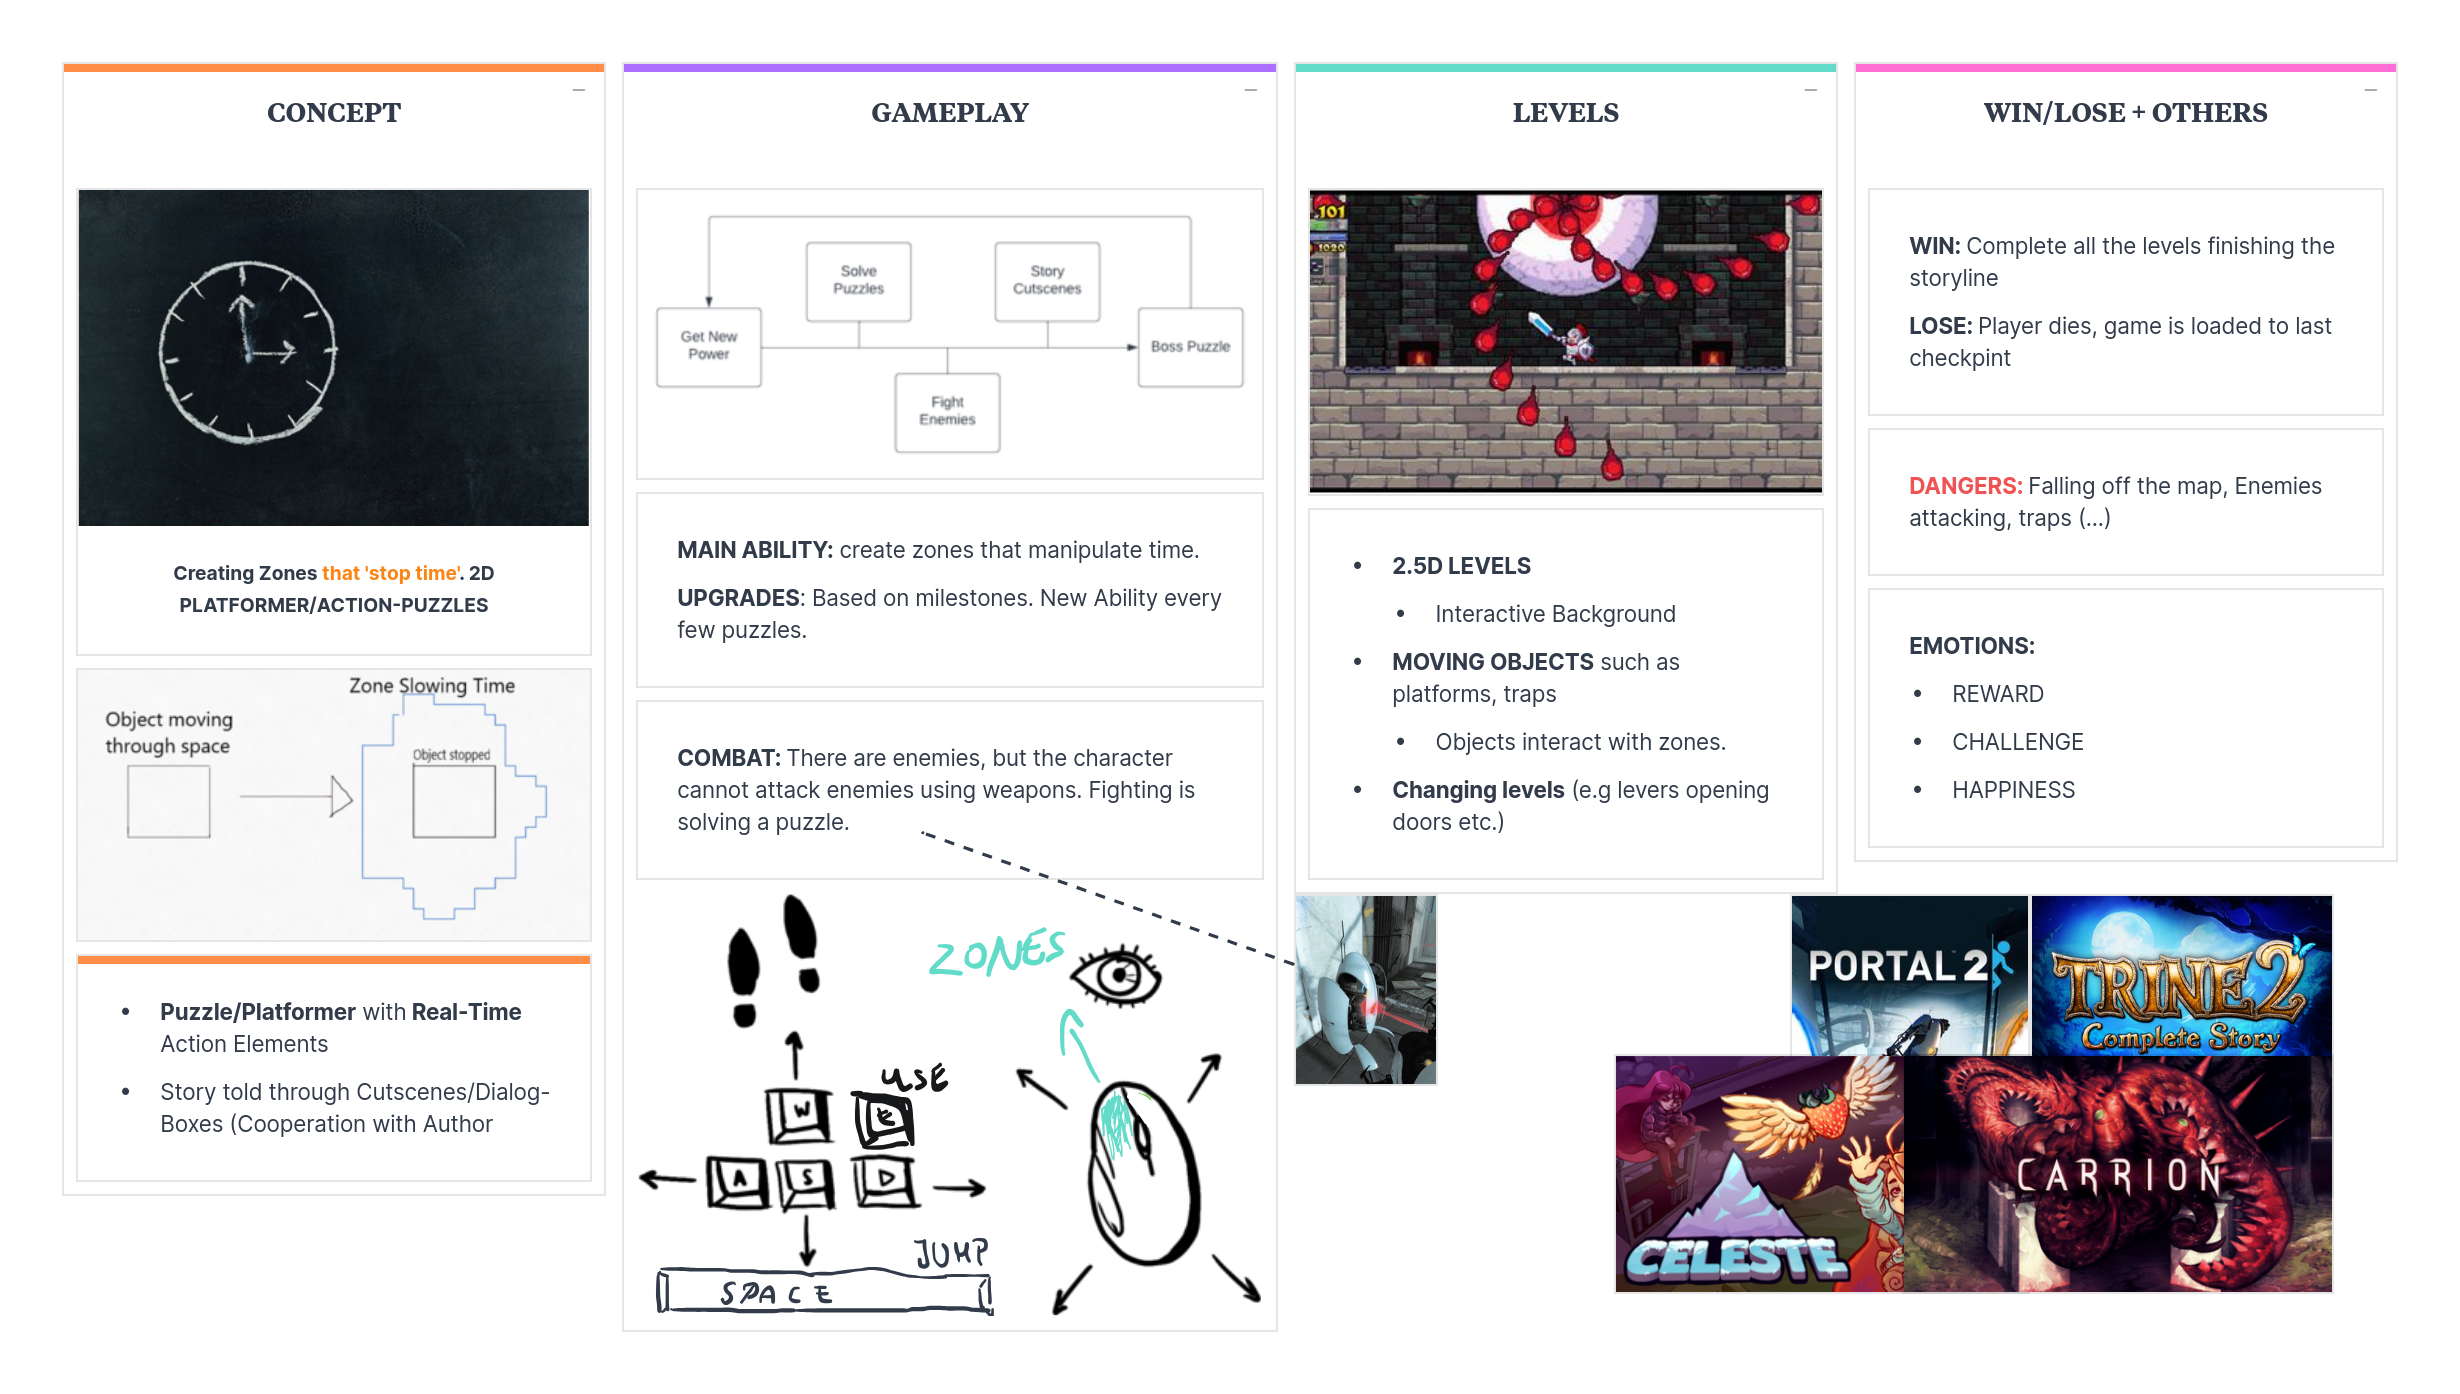 CONCEPT
Creating Zones that 'stop time'. 2D
PLATFORMER/ACTION-PUZZLES
Zone Slowing Time
Object moving
through space
Object stopped
Puzzle/Platformer with Real-Time
Action Elements
Story told through Cutscenes/Dialog-
Boxes (Cooperation with Author
GAMEPLAY
Solve
Puzzles
Story
Cutscenes
Get New
Power
Boss Puzzle
Fight
Enemies
MAIN ABILITY: create zones that manipulate time.
UPGRADES: Based on milestones. New Ability every
few puzzles.
COMBAT: There are enemies, but the character
cannot attack enemies using weapons. Fighting is
solving a puzzle.
ZONES
USE
W
E
A
S
D
JUMP
SPACE
LEVELS
101
1020
2.5D LEVELS
Interactive Background
MOVING OBJECTS such as
platforms, traps
Objects interact with zones.
Changing levels (e.g levers opening
doors etc.)
WIN/LOSE + OTHERS
WIN: Complete all the levels finishing the
storyline
LOSE: Player dies, game is loaded to last
checkpint
DANGERS: Falling off the map, Enemies
attacking, traps (...)
EMOTIONS:
REWARD
CHALLENGE
HAPPINESS
PORTAL 2
TRINE 2
Complete Story
CELESTE
CARRION